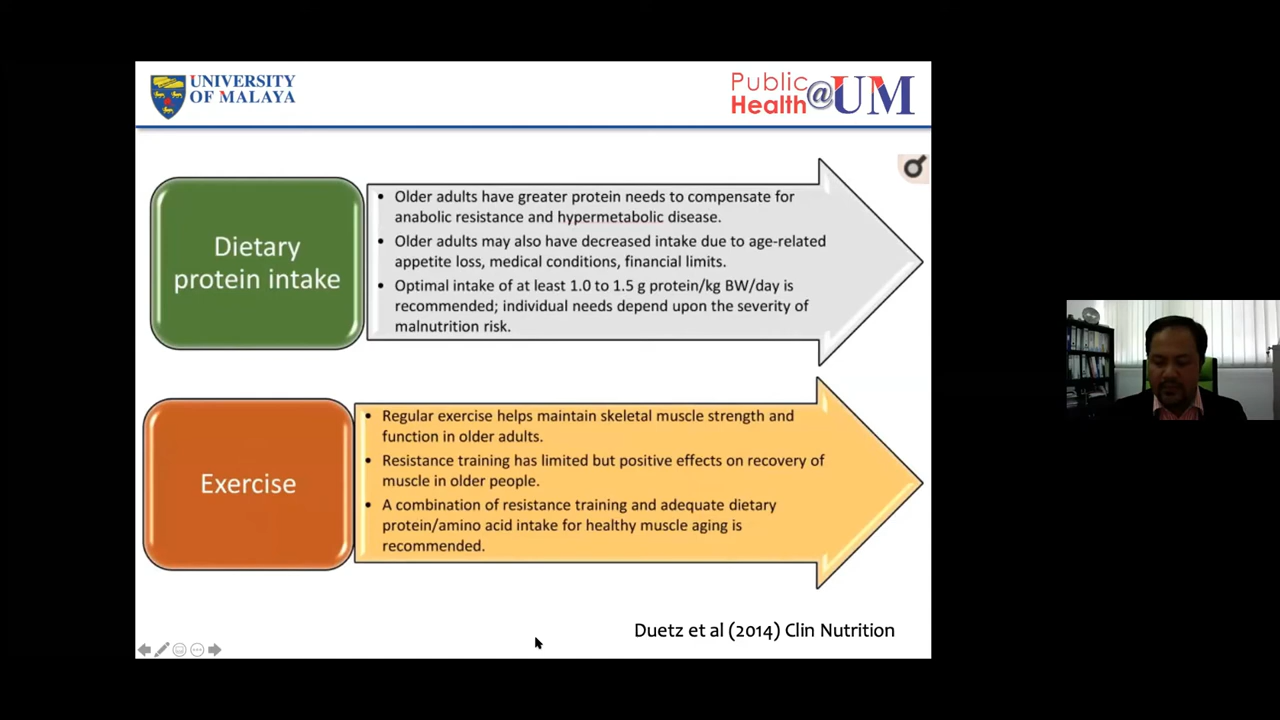 UNIVERSITY
OF MALAYA
Public
Health@UM
Dietary
protein intake
• Older adults have greater protein needs to compensate for
anabolic resistance and hypermetabolic disease.
• Older adults may also have decreased intake due to age-related
appetite loss, medical conditions, financial limits.
• Optimal intake of at least 1.0 to 1.5 g protein/kg BW/day is
recommended; individual needs depend upon the severity of
malnutrition risk.
Exercise
• Regular exercise helps maintain skeletal muscle strength and
function in older adults.
• Resistance training has limited but positive effects on recovery of
muscle in older people.
• A combination of resistance training and adequate dietary
protein/amino acid intake for healthy muscle aging is
recommended.
Duetz et al (2014) Clin Nutrition